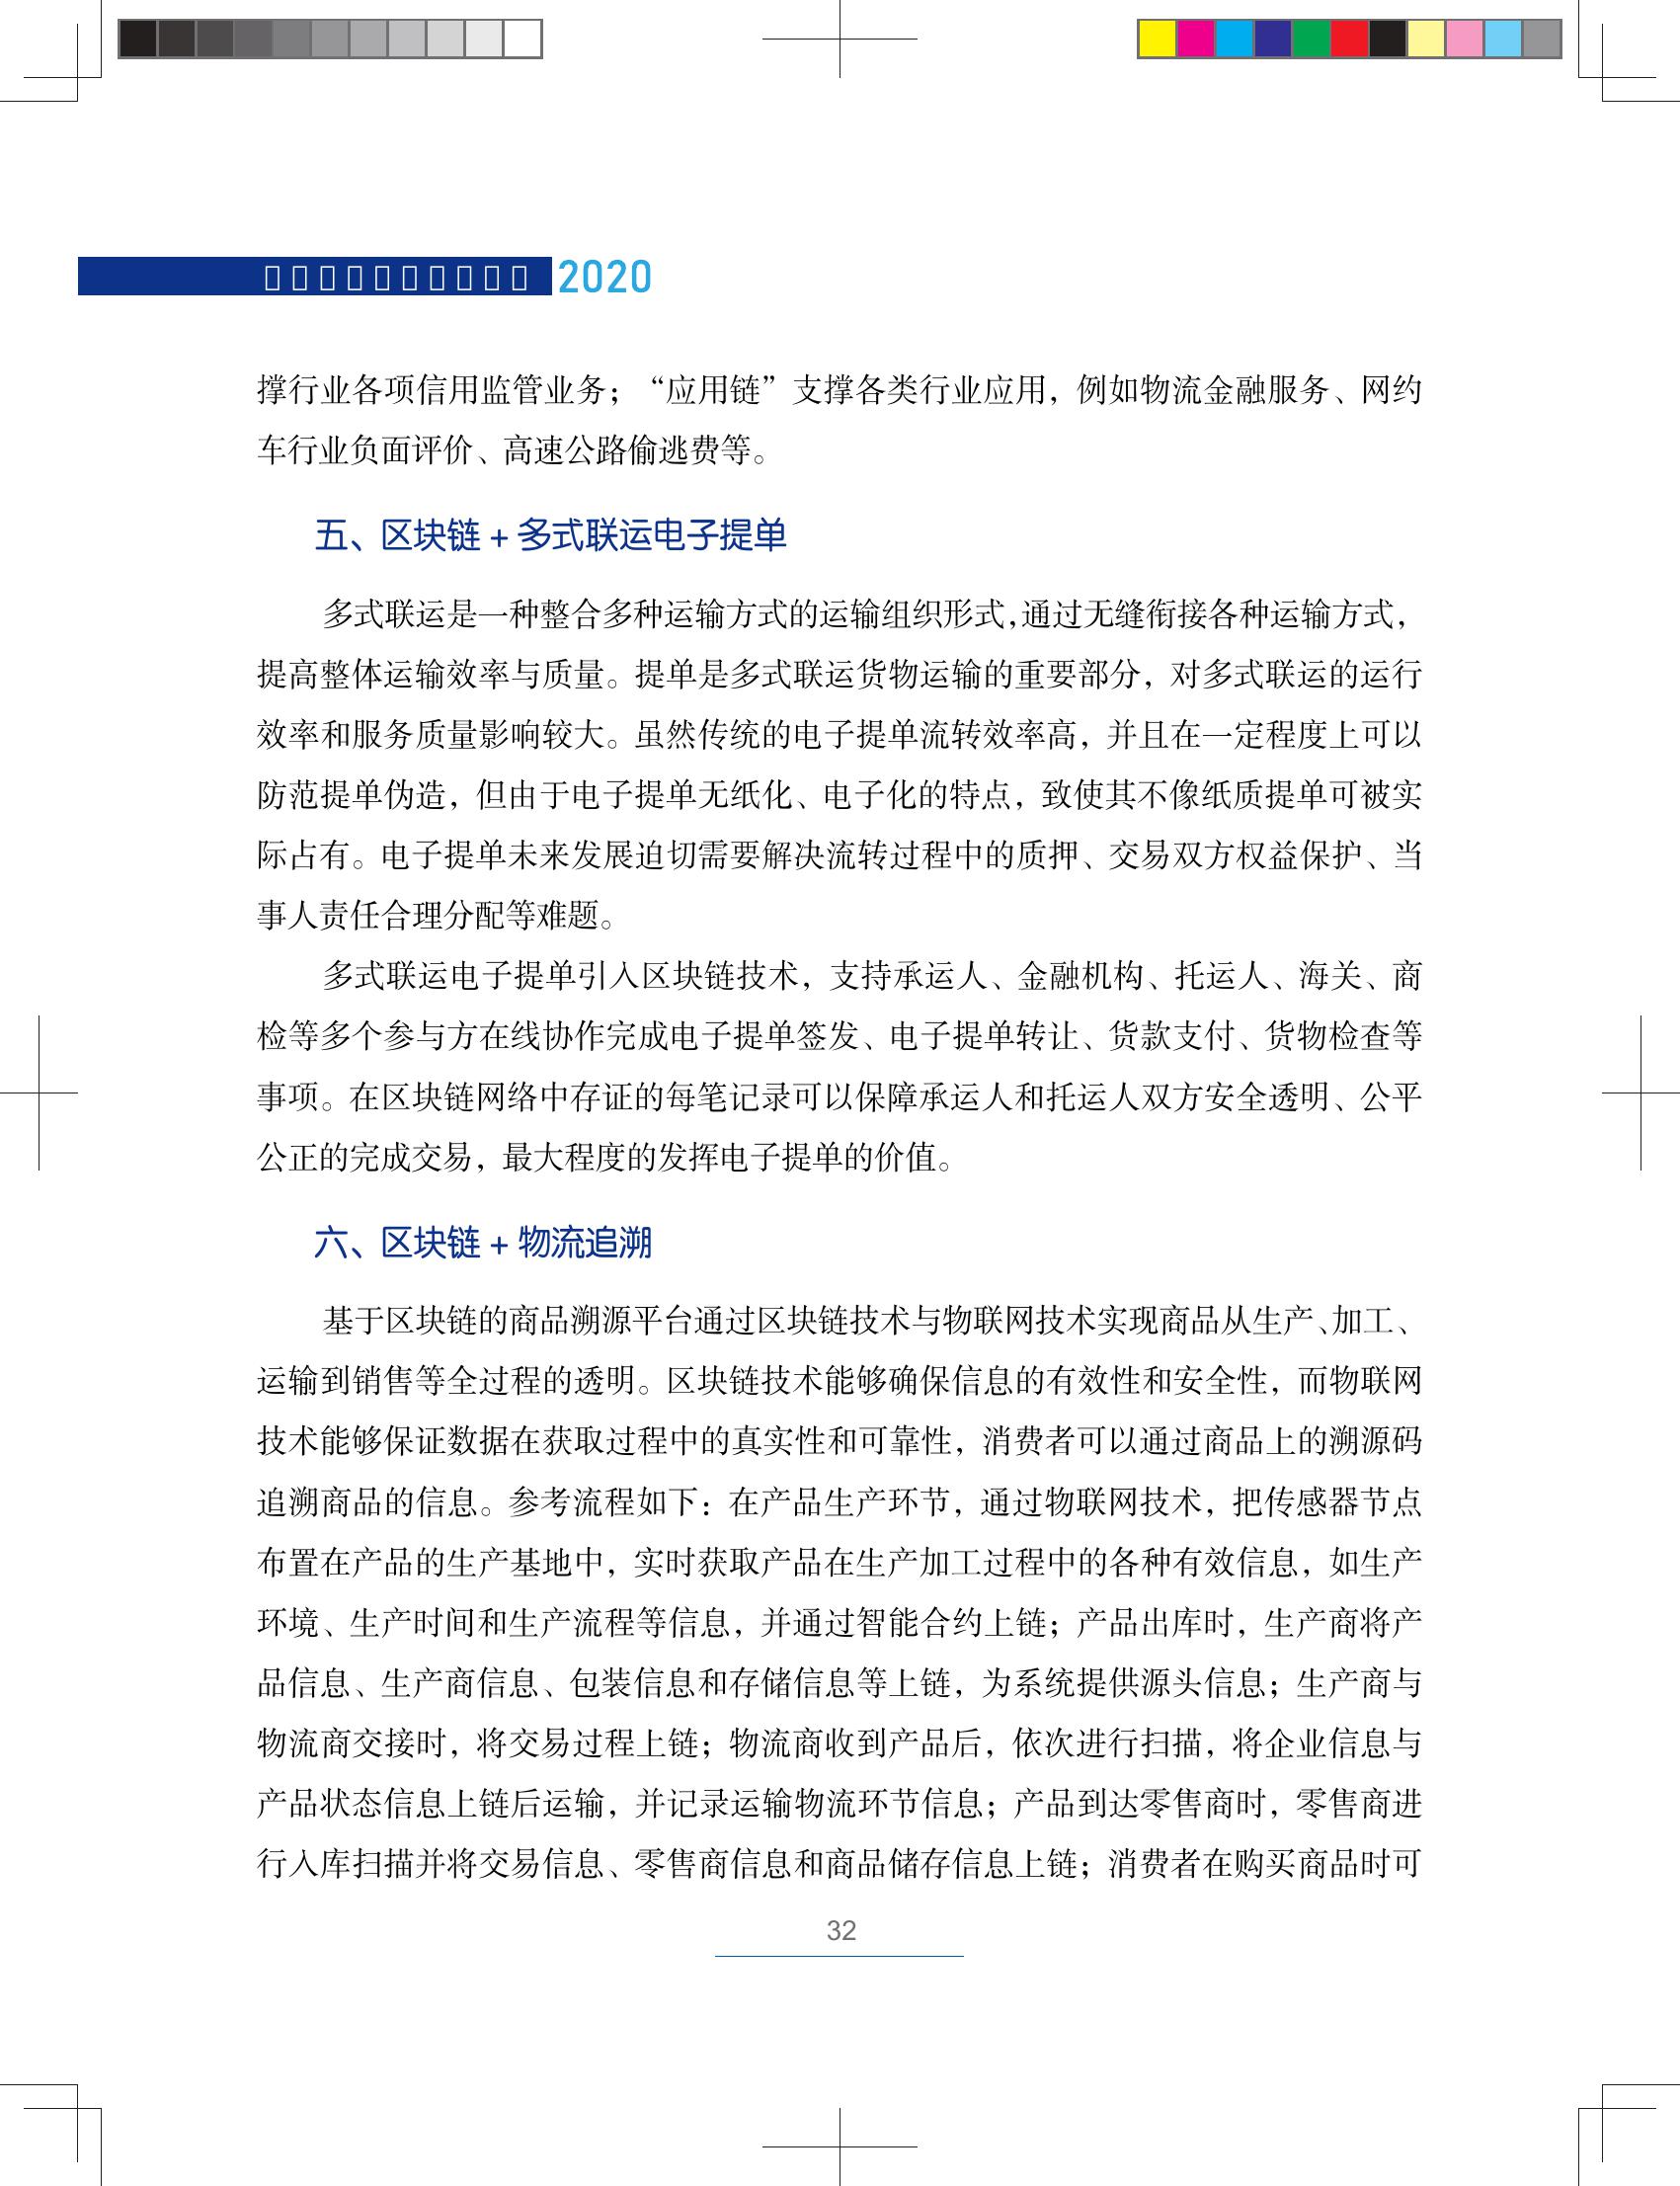 2020
撑行业各项信用监管业务；“应用链”支撑各类行业应用，例如物流金融服务、网约
车行业负面评价、高速公路偷逃费等。
五、区块链 + 多式联运电子提单
多式联运是一种整合多种运输方式的运输组织形式，通过无缝衔接各种运输方式，
提高整体运输效率与质量。提单是多式联运货物运输的重要部分，对多式联运的运行
效率和服务质量影响较大。虽然传统的电子提单流转效率高，并且在一定程度上可以
防范提单伪造，但由于电子提单无纸化、电子化的特点，致使其不像纸质提单可被实
际占有。电子提单未来发展迫切需要解决流转过程中的质押、交易双方权益保护、当
事人责任合理分配等难题。
多式联运电子提单引入区块链技术，支持承运人、金融机构、托运人、海关、商
检等多个参与方在线协作完成电子提单签发、电子提单转让、货款支付、货物检查等
事项。在区块链网络中存证的每笔记录可以保障承运人和托运人双方安全透明、公平
公正的完成交易，最大程度的发挥电子提单的价值。
六、区块链 + 物流追溯
基于区块链的商品溯源平台通过区块链技术与物联网技术实现商品从生产、加工、
运输到销售等全过程的透明。区块链技术能够确保信息的有效性和安全性，而物联网
技术能够保证数据在获取过程中的真实性和可靠性，消费者可以通过商品上的溯源码
追溯商品的信息。参考流程如下：在产品生产环节，通过物联网技术，把传感器节点
布置在产品的生产基地中，实时获取产品在生产加工过程中的各种有效信息，如生产
环境、生产时间和生产流程等信息，并通过智能合约上链；产品出库时，生产商将产
品信息、生产商信息、包装信息和存储信息等上链，为系统提供源头信息；生产商与
物流商交接时，将交易过程上链；物流商收到产品后，依次进行扫描，将企业信息与
产品状态信息上链后运输，并记录运输物流环节信息；产品到达零售商时，零售商进
行入库扫描并将交易信息、零售商信息和商品储存信息上链；消费者在购买商品时可
32